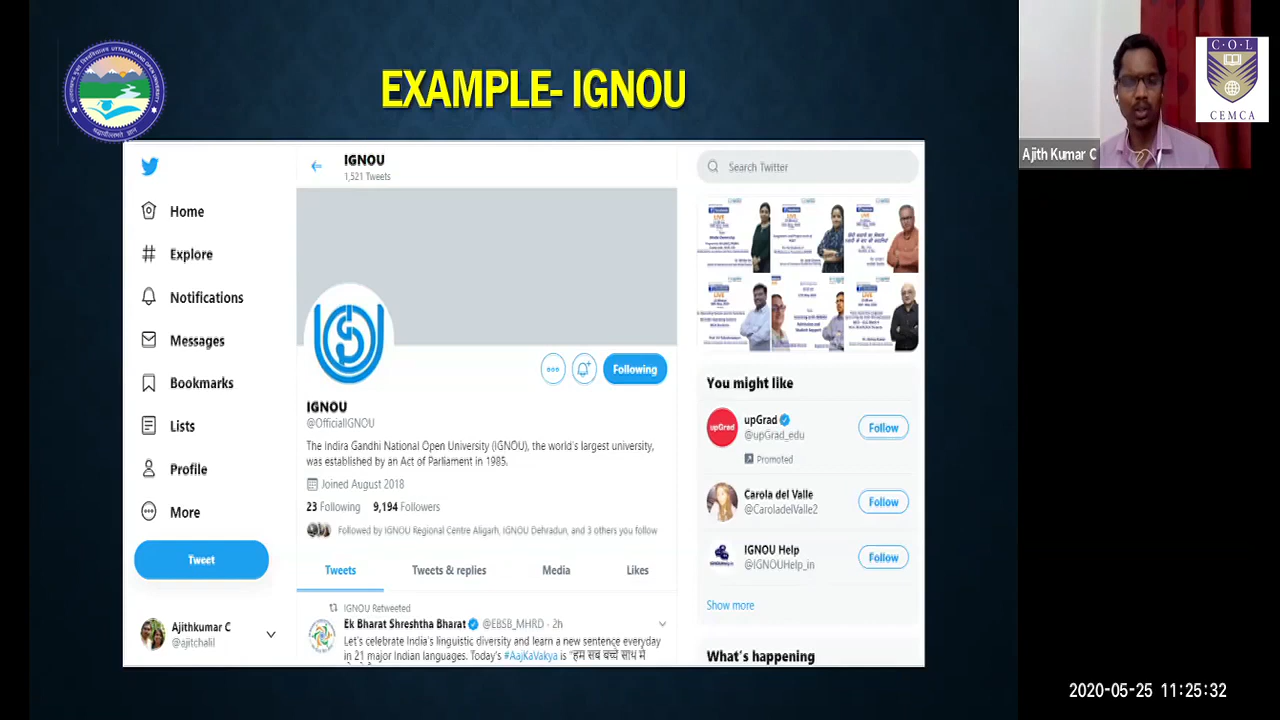 EXAMPLE- IGNOU
C·O·L
CEMCA
Ajith Kumar C
IGNOU
1,521 Tweets
Search Twitter
Home
Explore
Notifications
Messages
Bookmarks
Lists
Profile
More
Tweet
Ajithkumar C
@ajitchalil
Following
IGNOU
@OfficialIGNOU
The Indira Gandhi National Open University (IGNOU), the world's largest university,
was established by an Act of Parliament in 1985.
Joined August 2018
23 Following 9,194 Followers
Followed by IGNOU Regional Centre Aligarh, IGNOU Dehradun, and 3 others you follow
Tweets Tweets & replies Media Likes
IGNOU Retweeted
Ek Bharat Shreshtha Bharat @EBSB_MHRD · 2h
Let's celebrate India's linguistic diversity and learn a new sentence everyday
in 21 major Indian languages. Today's #AajKaVakya is "हम सब बच्चे साथ में
LIVE
LIVE
LIVE
LIVE
You might like
upGrad
upGrad
@upGrad_edu
Promoted
Follow
Carola del Valle
@CaroladelValle2
Follow
IGNOU Help
@IGNOUHelp_in
Follow
Show more
What's happening
2020-05-25 11:25:32